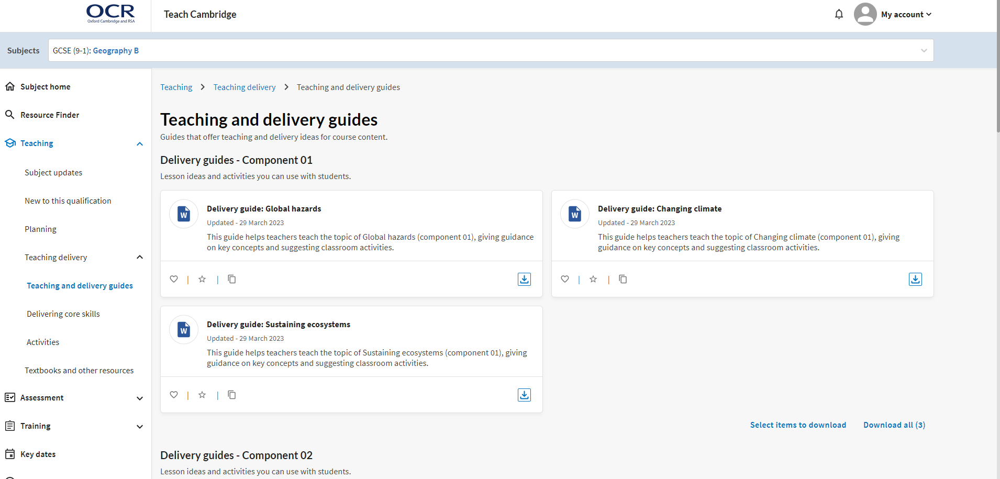 OCR
Oxford Cambridge and RSA
Teach Cambridge
My account
Subjects
GCSE (9-1): Geography B
Subject home
Resource Finder
Teaching
Subject updates
New to this qualification
Planning
Teaching delivery
Teaching and delivery guides
Delivering core skills
Activities
Textbooks and other resources
Assessment
Training
Key dates
Teaching > Teaching delivery > Teaching and delivery guides
Teaching and delivery guides
Guides that offer teaching and delivery ideas for course content.
Delivery guides - Component 01
Lesson ideas and activities you can use with students.
W
Delivery guide: Global hazards
Updated - 29 March 2023
This guide helps teachers teach the topic of Global hazards (component 01), giving guidance
on key concepts and suggesting classroom activities.
W
Delivery guide: Changing climate
Updated - 29 March 2023
This guide helps teachers teach the topic of Changing climate (component 01), giving
guidance on key concepts and suggesting classroom activities.
W
Delivery guide: Sustaining ecosystems
Updated - 29 March 2023
This guide helps teachers teach the topic of Sustaining ecosystems (component 01), giving
guidance on key concepts and suggesting classroom activities.
Select items to download
Download all (3)
Delivery guides - Component 02
Lesson ideas and activities you can use with students.